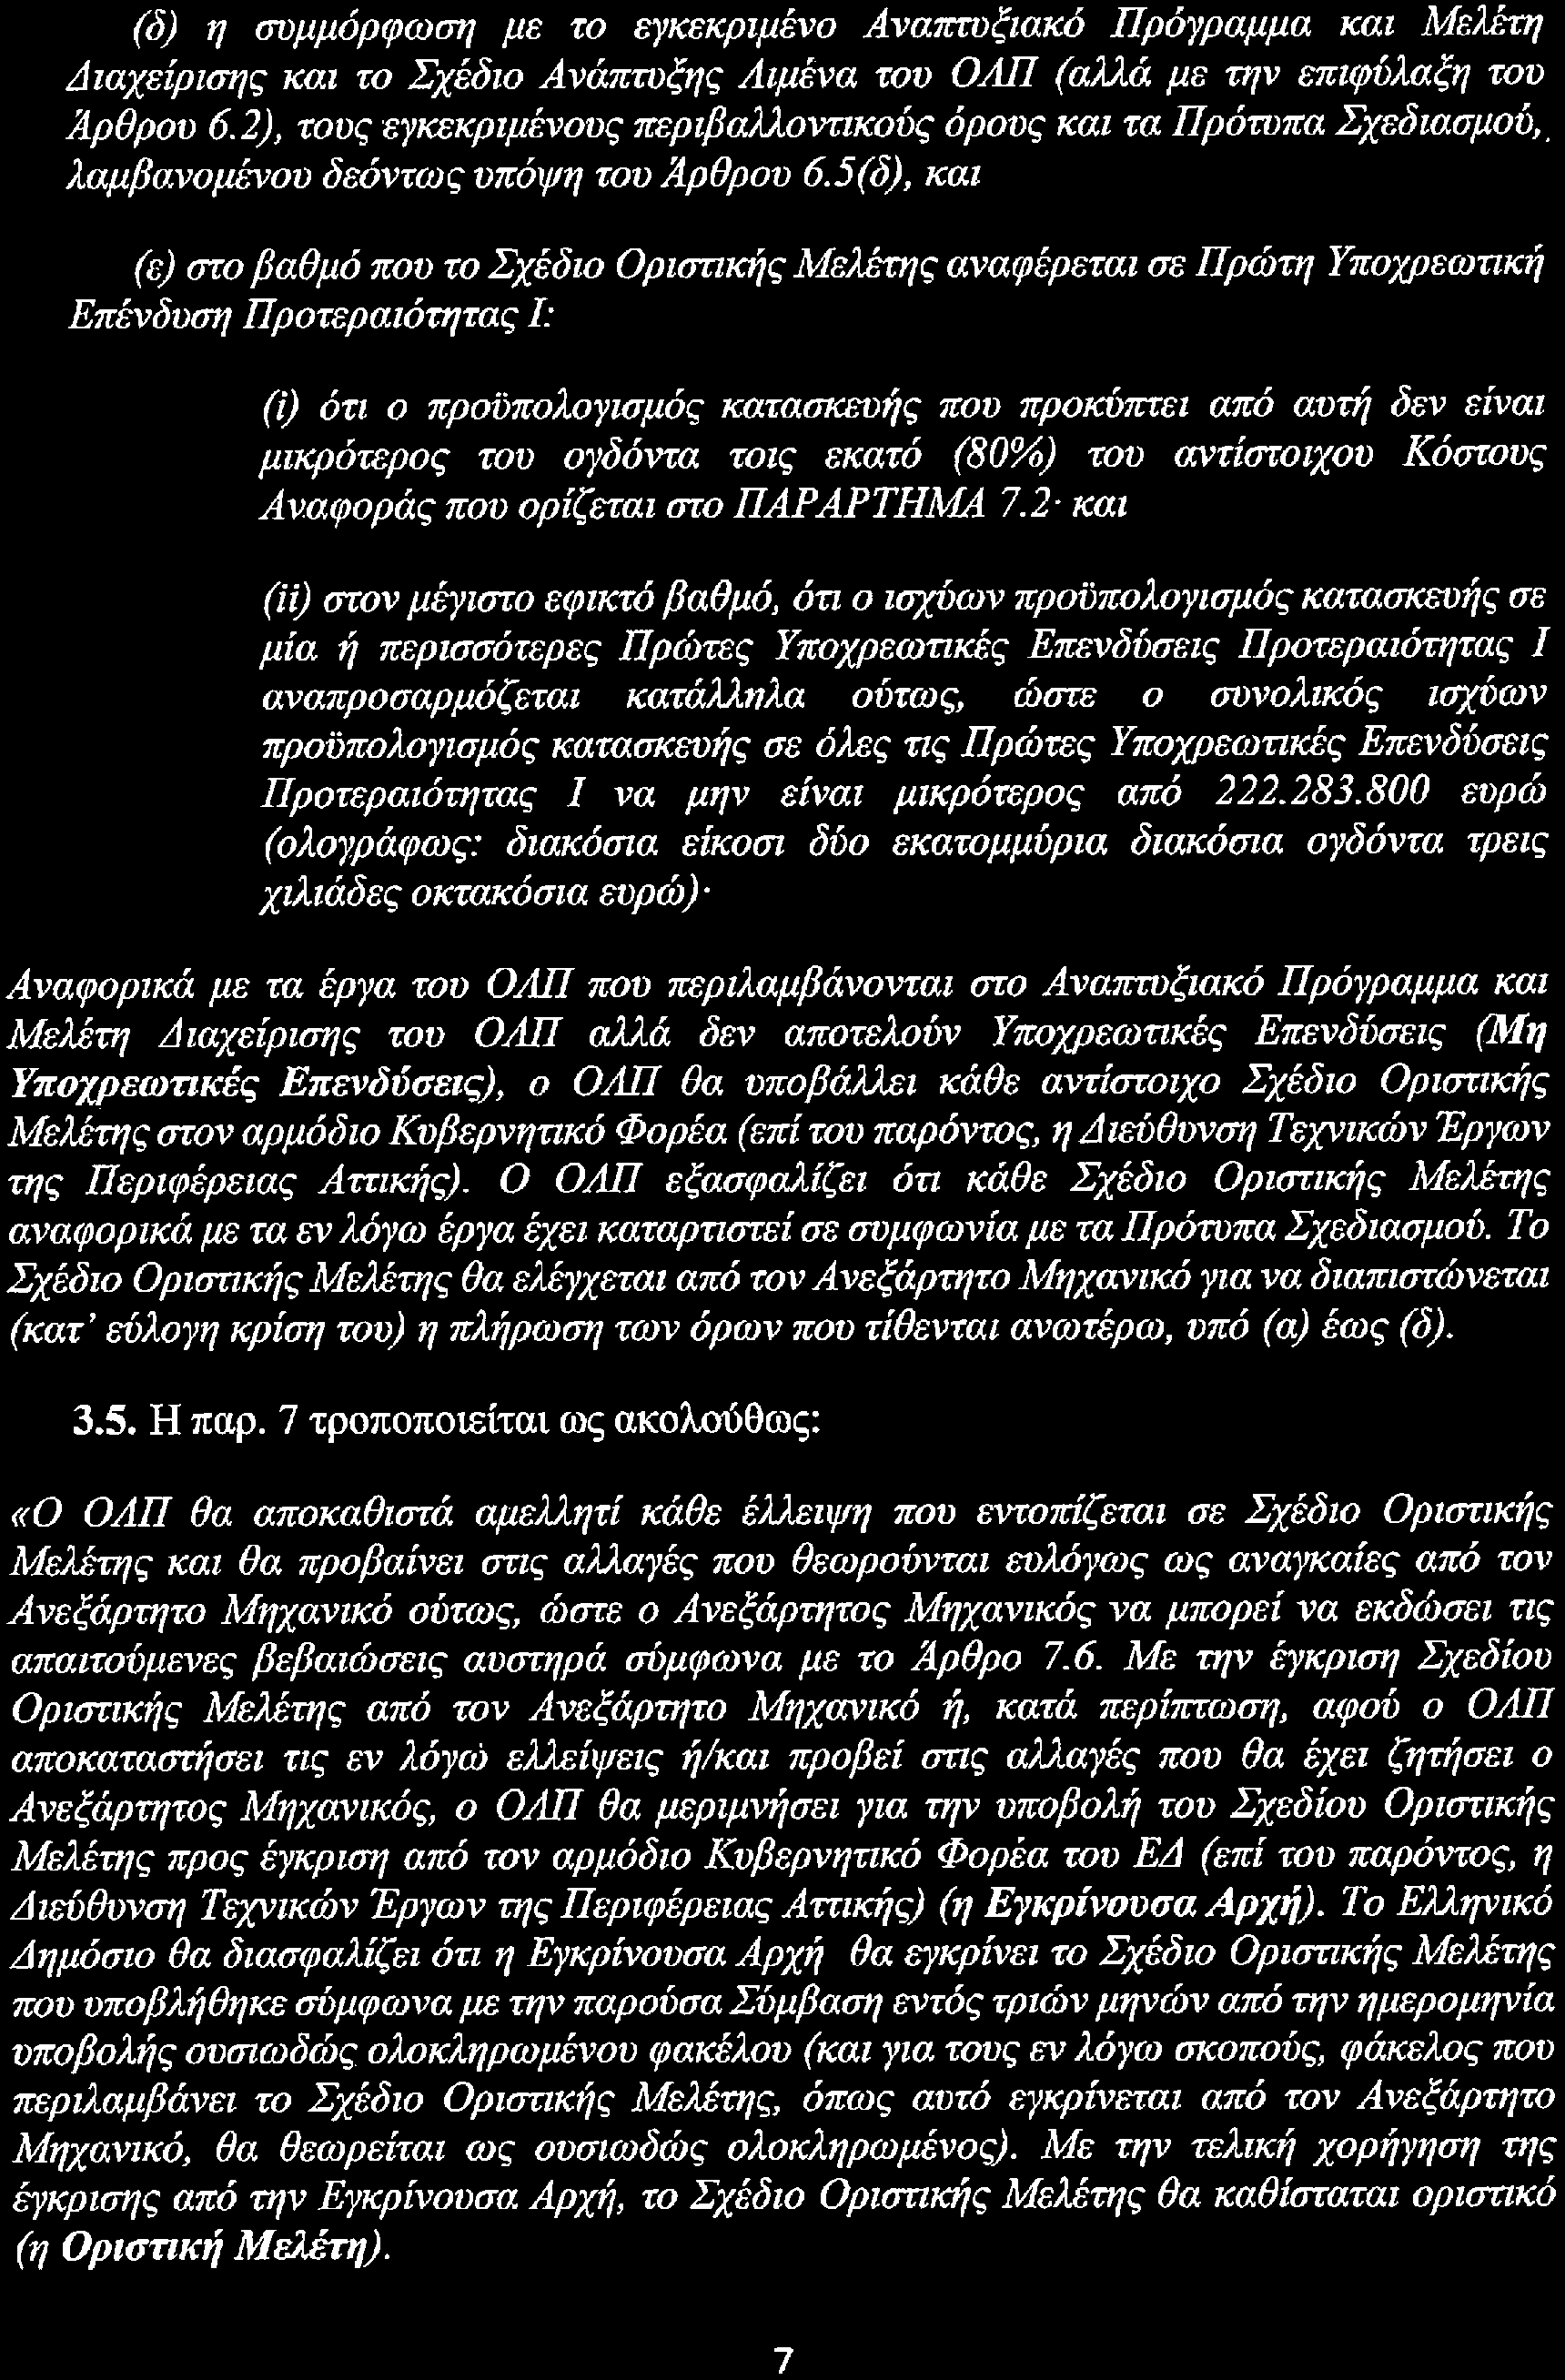 (δ) η συμμόρφωση με το εγκεκριμένο Αναπτυξιακό Πρόγραμμα και Μελέτη
Διαχείρισης και το Σχέδιο Ανάπτυξης Λιμένα του ΟΛΠ (αλλά με την επιφύλαξη του
Άρθρου 6.2), τους εγκεκριμένους περιβαλλοντικούς όρους και τα Πρότυπα Σχεδιασμού,
λαμβανομένου δεόντως υπόψη του Άρθρου 6.5(δ), και
(ε) στο βαθμό που το Σχέδιο Οριστικής Μελέτης αναφέρεται σε Πρώτη Υποχρεωτική
Επένδυση Προτεραιότητας Ι:
(i) ότι ο προϋπολογισμός κατασκευής που προκύπτει από αυτή δεν είναι
μικρότερος του ογδόντα τοις εκατό (80%) του αντίστοιχου Κόστους
Αναφοράς που ορίζεται στο ΠΑΡΑΡΤΗΜΑ 7.2· και
(ii) στον μέγιστο εφικτό βαθμό, ότι ο ισχύων προϋπολογισμός κατασκευής σε
μία ή περισσότερες Πρώτες Υποχρεωτικές Επενδύσεις Προτεραιότητας Ι
αναπροσαρμόζεται κατάλληλα ούτως, ώστε ο συνολικός ισχύων
προϋπολογισμός κατασκευής σε όλες τις Πρώτες Υποχρεωτικές Επενδύσεις
Προτεραιότητας Ι να μην είναι μικρότερος από 222.283.800 ευρώ
(ολογράφως: διακόσια είκοσι δύο εκατομμύρια διακόσια ογδόντα τρεις
χιλιάδες οκτακόσια ευρώ)·
Αναφορικά με τα έργα του ΟΛΠ που περιλαμβάνονται στο Αναπτυξιακό Πρόγραμμα και
Μελέτη Διαχείρισης του ΟΛΠ αλλά δεν αποτελούν Υποχρεωτικές Επενδύσεις (Μη
Υποχρεωτικές Επενδύσεις), ο ΟΛΠ θα υποβάλλει κάθε αντίστοιχο Σχέδιο Οριστικής
Μελέτης στον αρμόδιο Κυβερνητικό Φορέα (επί του παρόντος, η Διεύθυνση Τεχνικών Έργων
της Περιφέρειας Αττικής). Ο ΟΛΠ εξασφαλίζει ότι κάθε Σχέδιο Οριστικής Μελέτης
αναφορικά με τα εν λόγω έργα έχει καταρτιστεί σε συμφωνία με τα Πρότυπα Σχεδιασμού. Το
Σχέδιο Οριστικής Μελέτης θα ελέγχεται από τον Ανεξάρτητο Μηχανικό για να διαπιστώνεται
(κατ’ εύλογη κρίση του) η πλήρωση των όρων που τίθενται ανωτέρω, υπό (α) έως (δ).
3.5. Η παρ. 7 τροποποιείται ως ακολούθως:
«Ο ΟΛΠ θα αποκαθιστά αμελλητί κάθε έλλειψη που εντοπίζεται σε Σχέδιο Οριστικής
Μελέτης και θα προβαίνει στις αλλαγές που θεωρούνται ευλόγως ως αναγκαίες από τον
Ανεξάρτητο Μηχανικό ούτως, ώστε ο Ανεξάρτητος Μηχανικός να μπορεί να εκδώσει τις
απαιτούμενες βεβαιώσεις αυστηρά σύμφωνα με το Άρθρο 7.6. Με την έγκριση Σχεδίου
Οριστικής Μελέτης από τον Ανεξάρτητο Μηχανικό ή, κατά περίπτωση, αφού ο ΟΛΠ
αποκαταστήσει τις εν λόγω ελλείψεις ή/και προβεί στις αλλαγές που θα έχει ζητήσει ο
Ανεξάρτητος Μηχανικός, ο ΟΛΠ θα μεριμνήσει για την υποβολή του Σχεδίου Οριστικής
Μελέτης προς έγκριση από τον αρμόδιο Κυβερνητικό Φορέα του ΕΔ (επί του παρόντος, η
Διεύθυνση Τεχνικών Έργων της Περιφέρειας Αττικής) (η Εγκρίνουσα Αρχή). Το Ελληνικό
Δημόσιο θα διασφαλίζει ότι η Εγκρίνουσα Αρχή θα εγκρίνει το Σχέδιο Οριστικής Μελέτης
που υποβλήθηκε σύμφωνα με την παρούσα Σύμβαση εντός τριών μηνών από την ημερομηνία
υποβολής ουσιωδώς ολοκληρωμένου φακέλου (και για τους εν λόγω σκοπούς, φάκελος που
περιλαμβάνει το Σχέδιο Οριστικής Μελέτης, όπως αυτό εγκρίνεται από τον Ανεξάρτητο
Μηχανικό, θα θεωρείται ως ουσιωδώς ολοκληρωμένος). Με την τελική χορήγηση της
έγκρισης από την Εγκρίνουσα Αρχή, το Σχέδιο Οριστικής Μελέτης θα καθίσταται οριστικό
(η Οριστική Μελέτη).
7